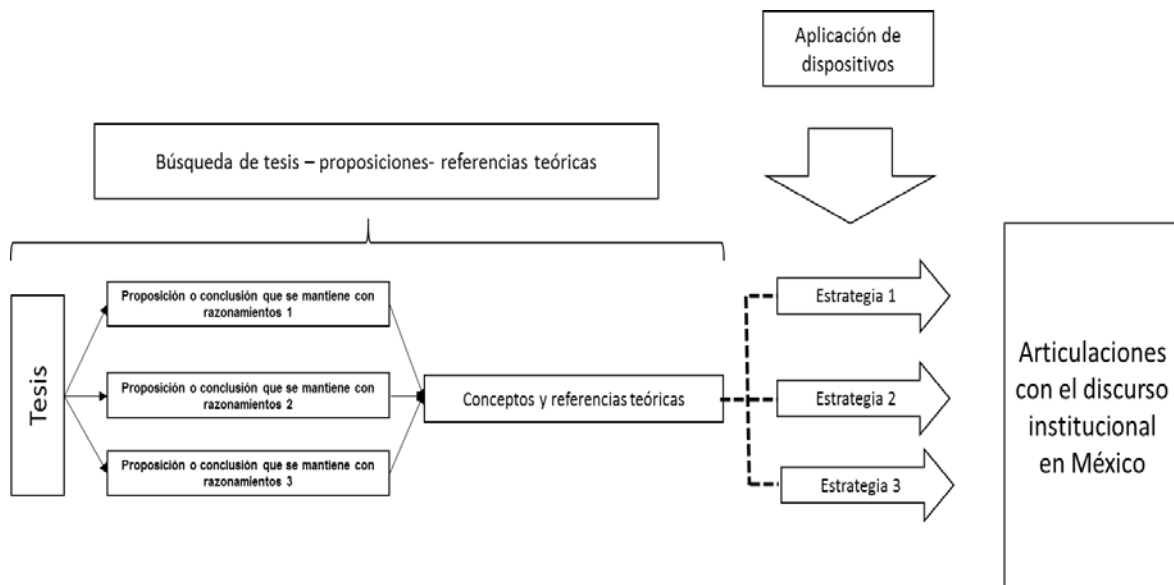 Aplicación de
dispositivos
Búsqueda de tesis – proposiciones- referencias teóricas
Tesis
Proposición o conclusión que se mantiene con
razonamientos 1
Proposición o conclusión que se mantiene con
razonamientos 2
Proposición o conclusión que se mantiene con
razonamientos 3
Conceptos y referencias teóricas
Estrategia 1
Estrategia 2
Estrategia 3
Articulaciones
con el discurso
institucional
en México